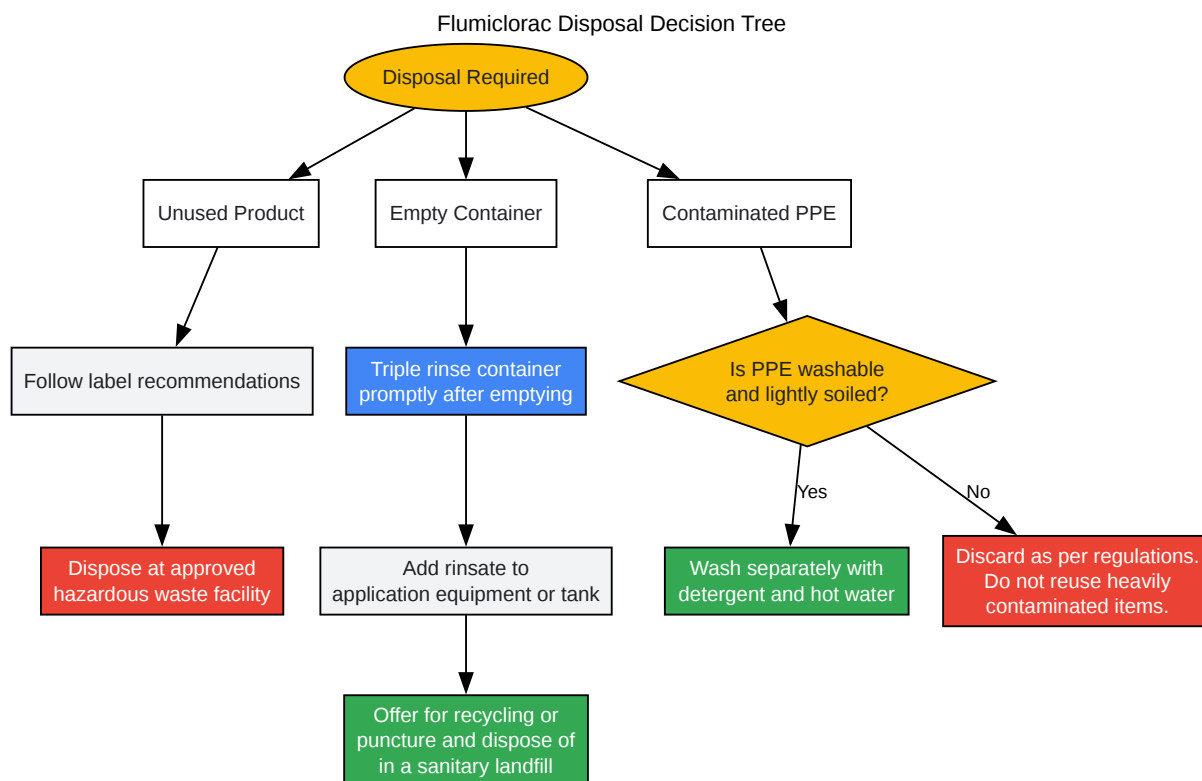 Flumiclorac Disposal Decision Tree
Disposal Required
Unused Product
Empty Container
Contaminated PPE
Follow label recommendations
Triple rinse container
promptly after emptying
Is PPE washable
and lightly soiled?
Yes
No
Dispose at approved
hazardous waste facility
Add rinsate to
application equipment or tank
Wash separately with
detergent and hot water
Discard as per regulations.
Do not reuse heavily
contaminated items.
Offer for recycling or
puncture and dispose of
in a sanitary landfill